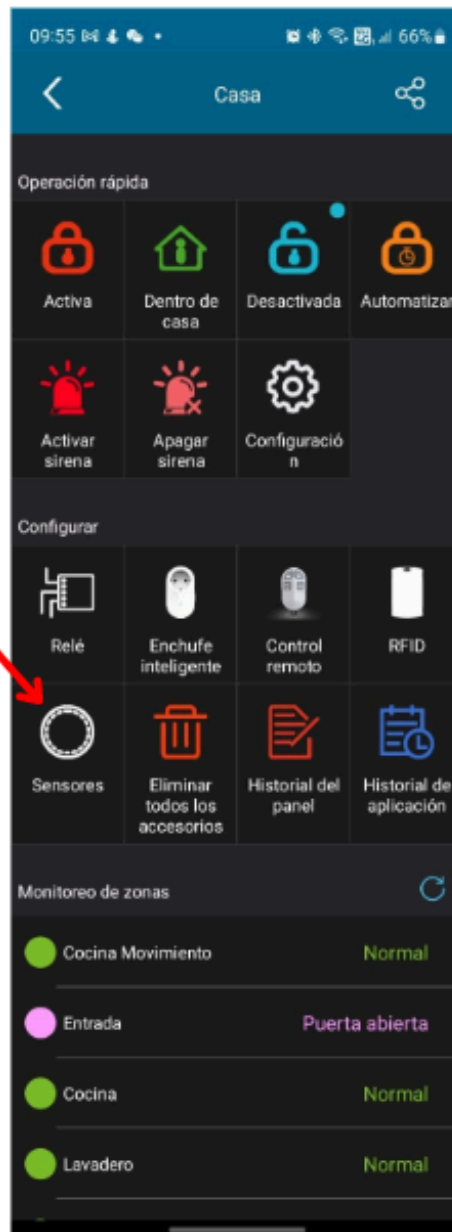 09:55
66%
Casa
Operación rápida
Activa
Dentro de
casa
Desactivada
Automatizar
Activar
sirena
Apagar
sirena
Configuració
n
Configurar
Relé
Enchufe
inteligente
Control
remoto
RFID
Sensores
Eliminar
todos los
accesorios
Historial del
panel
Historial de
aplicación
Monitoreo de zonas
Cocina Movimiento
Normal
Entrada
Puerta abierta
Cocina
Normal
Lavadero
Normal